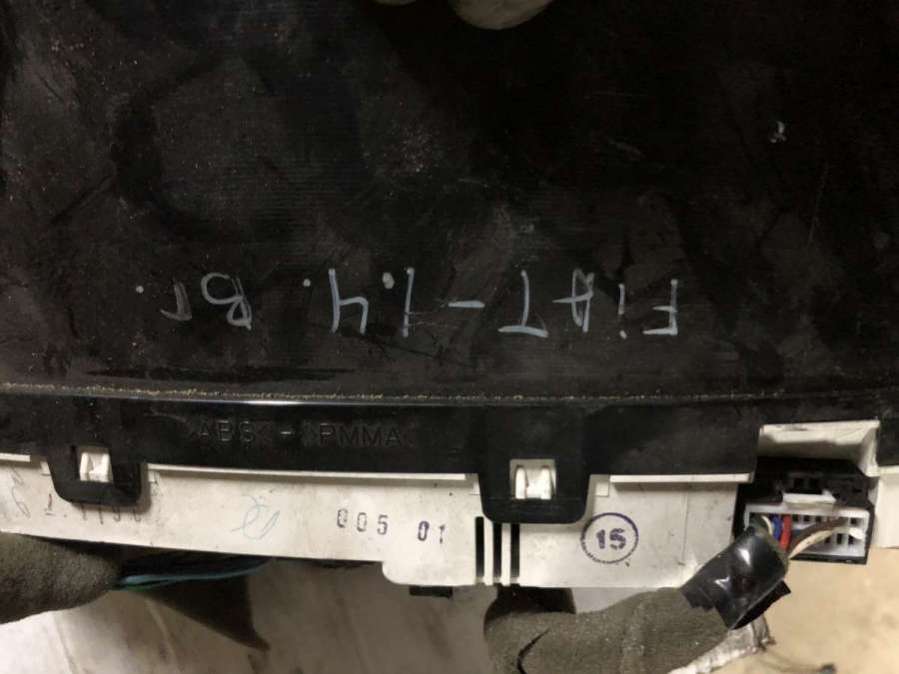 FiAT-1.4. Br.
>ABS< - >PMMA<
005 01
15